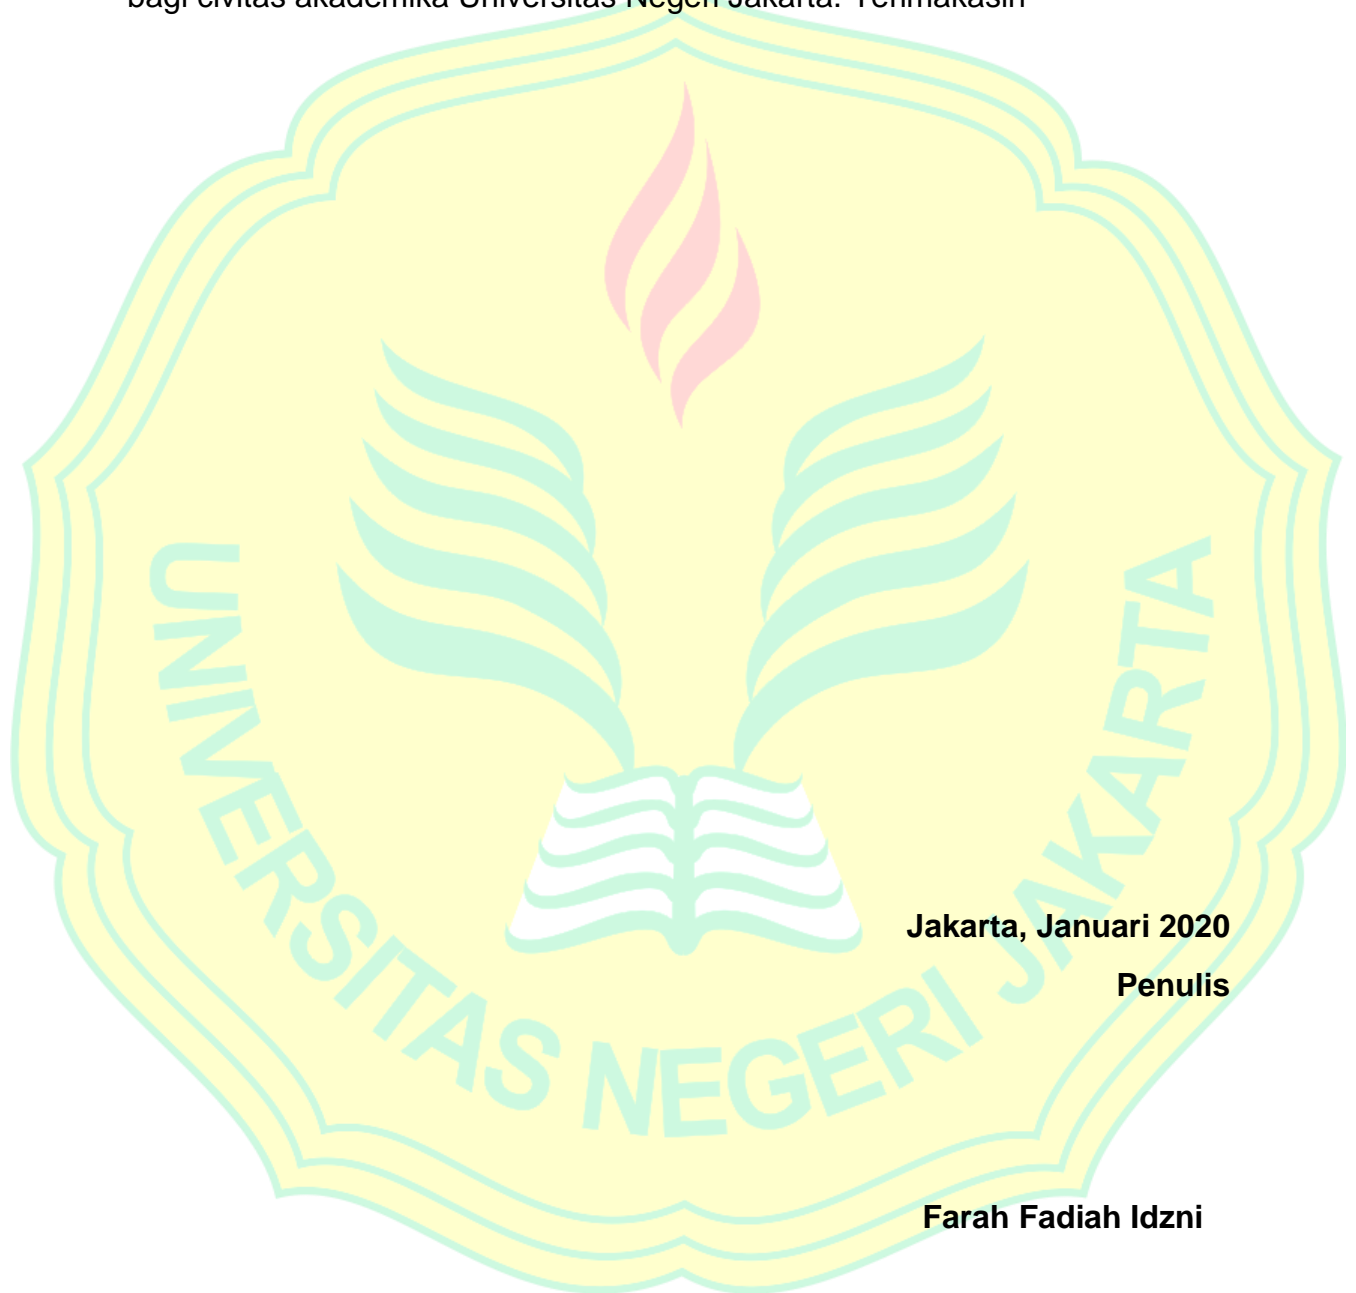 bagi civitas akademika Universitas Negeri Jakarta. Terimakasih
UNIVERSITAS NEGERI JAKARTA
Jakarta, Januari 2020
Penulis
Farah Fadiah Idzni